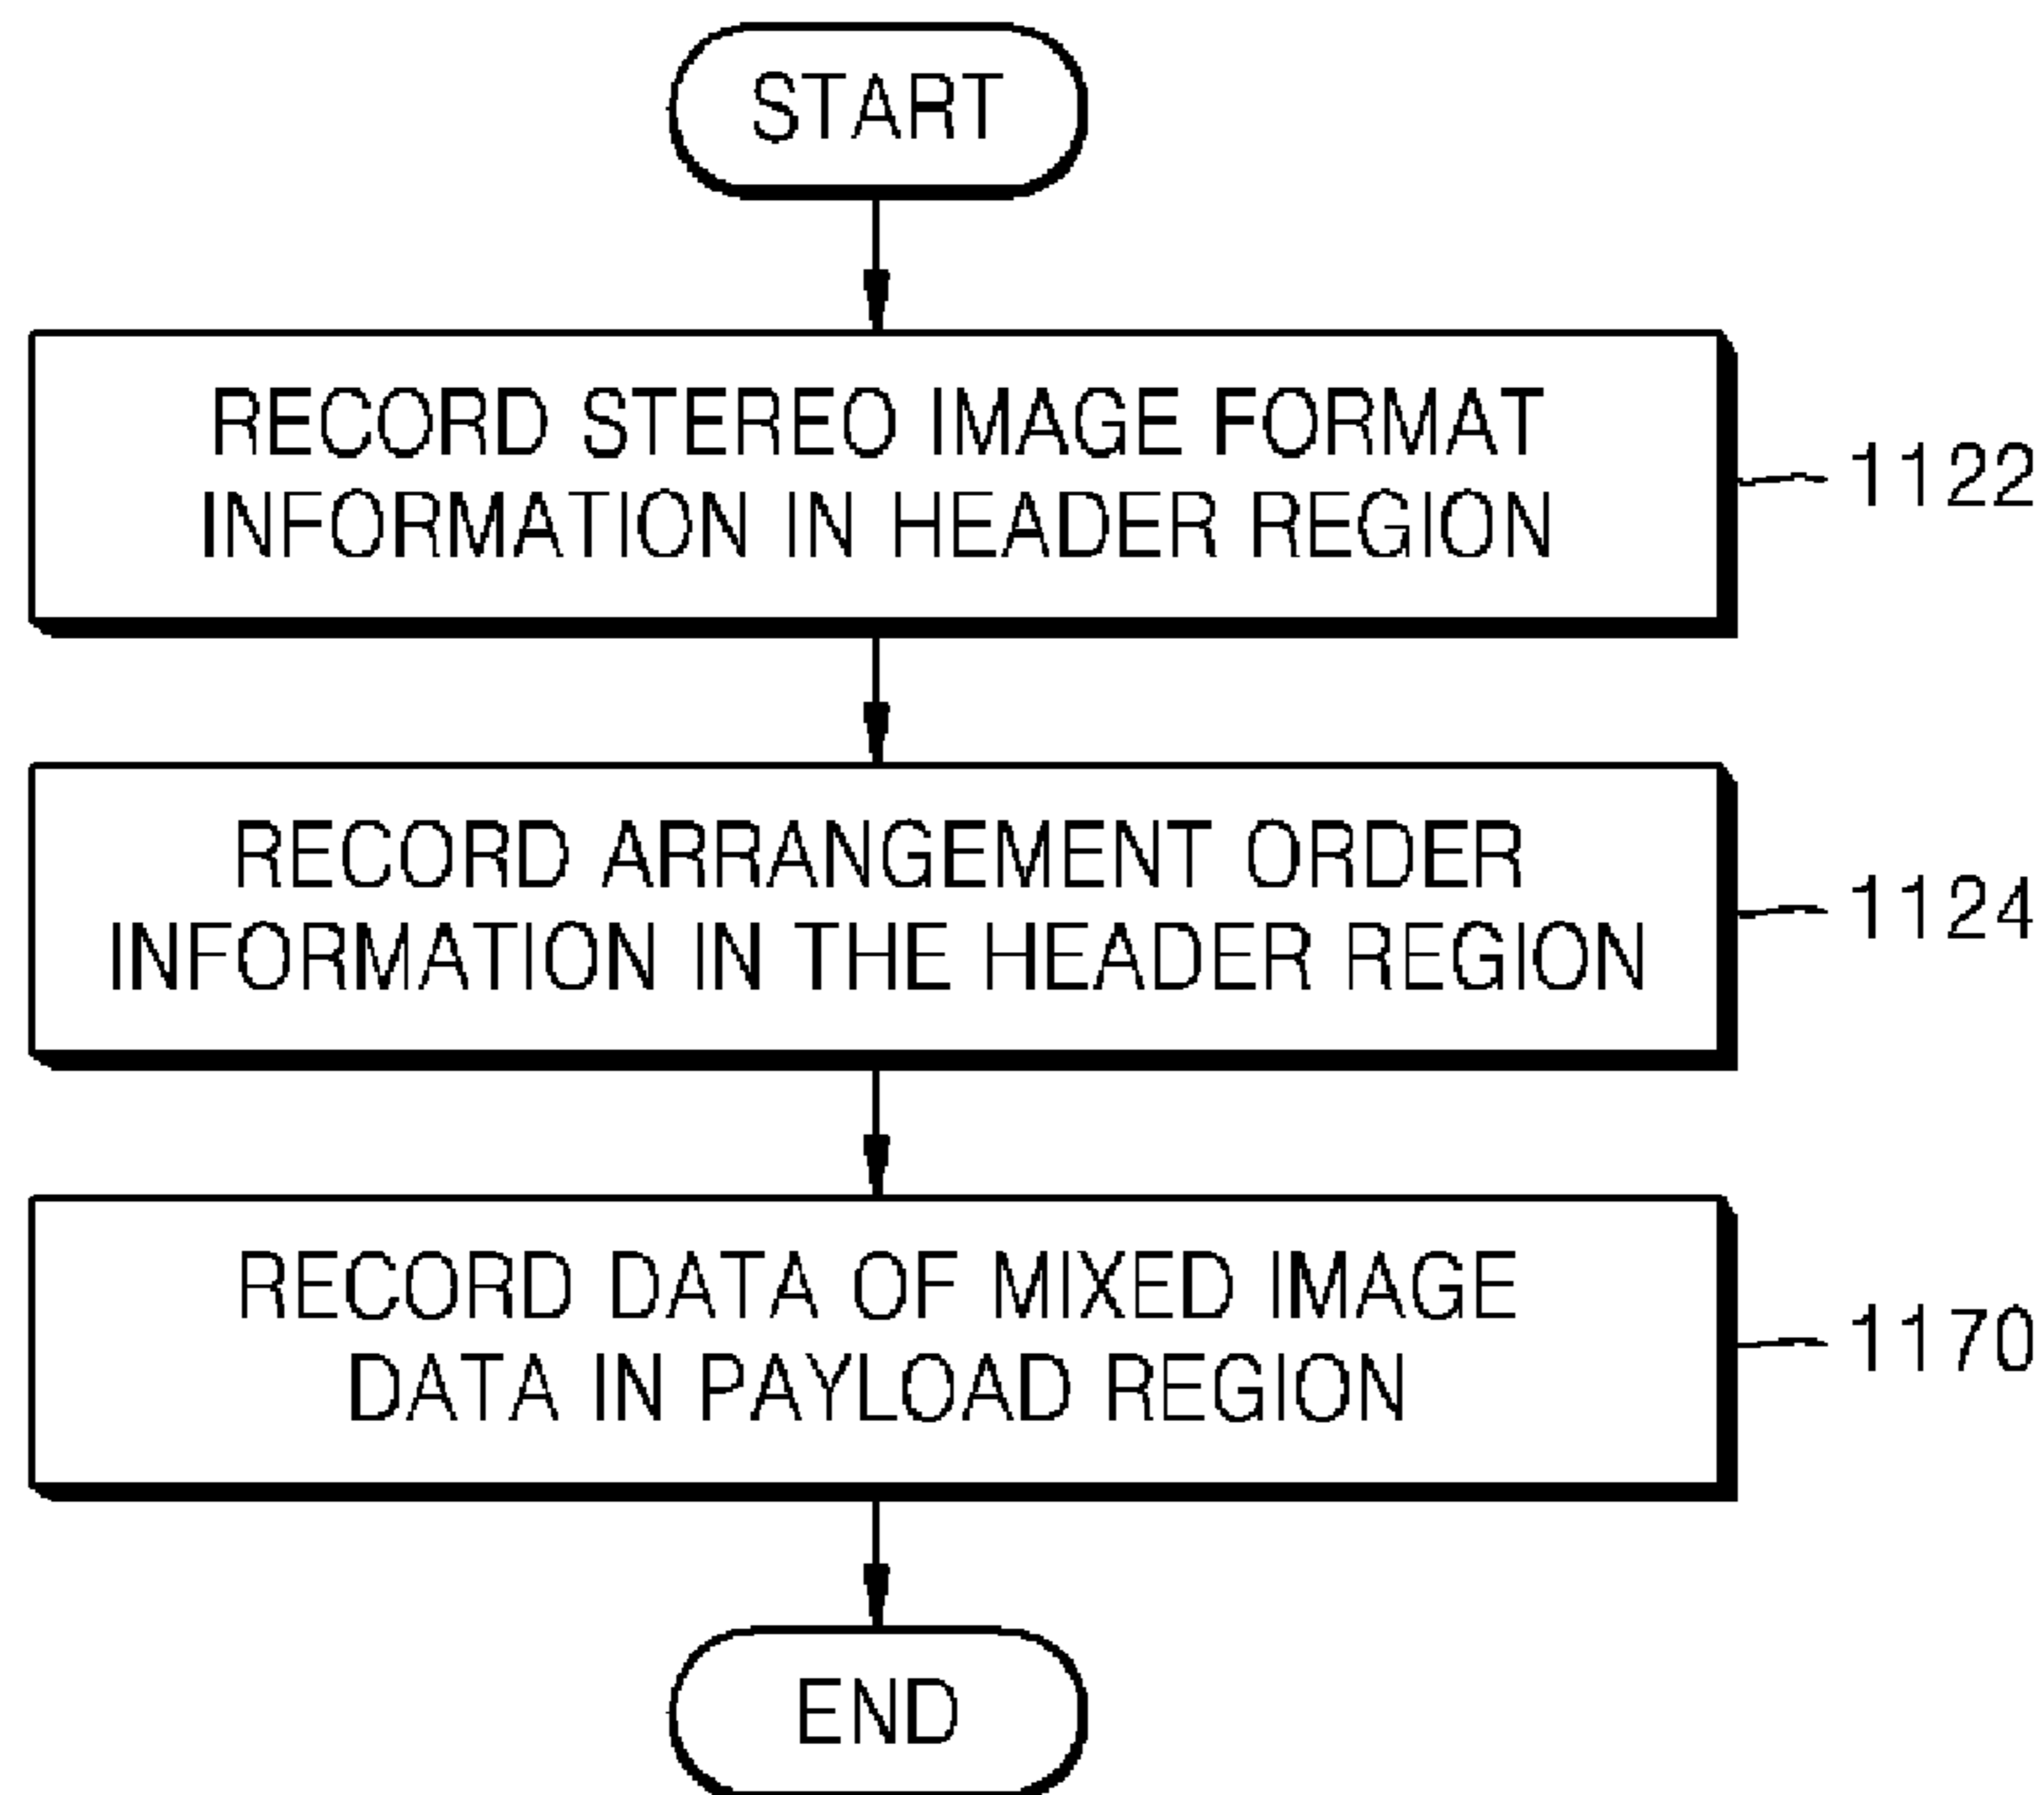 START
RECORD STEREO IMAGE FORMAT
INFORMATION IN HEADER REGION
1122
RECORD ARRANGEMENT ORDER
INFORMATION IN THE HEADER REGION
1124
RECORD DATA OF MIXED IMAGE
DATA IN PAYLOAD REGION
1170
END